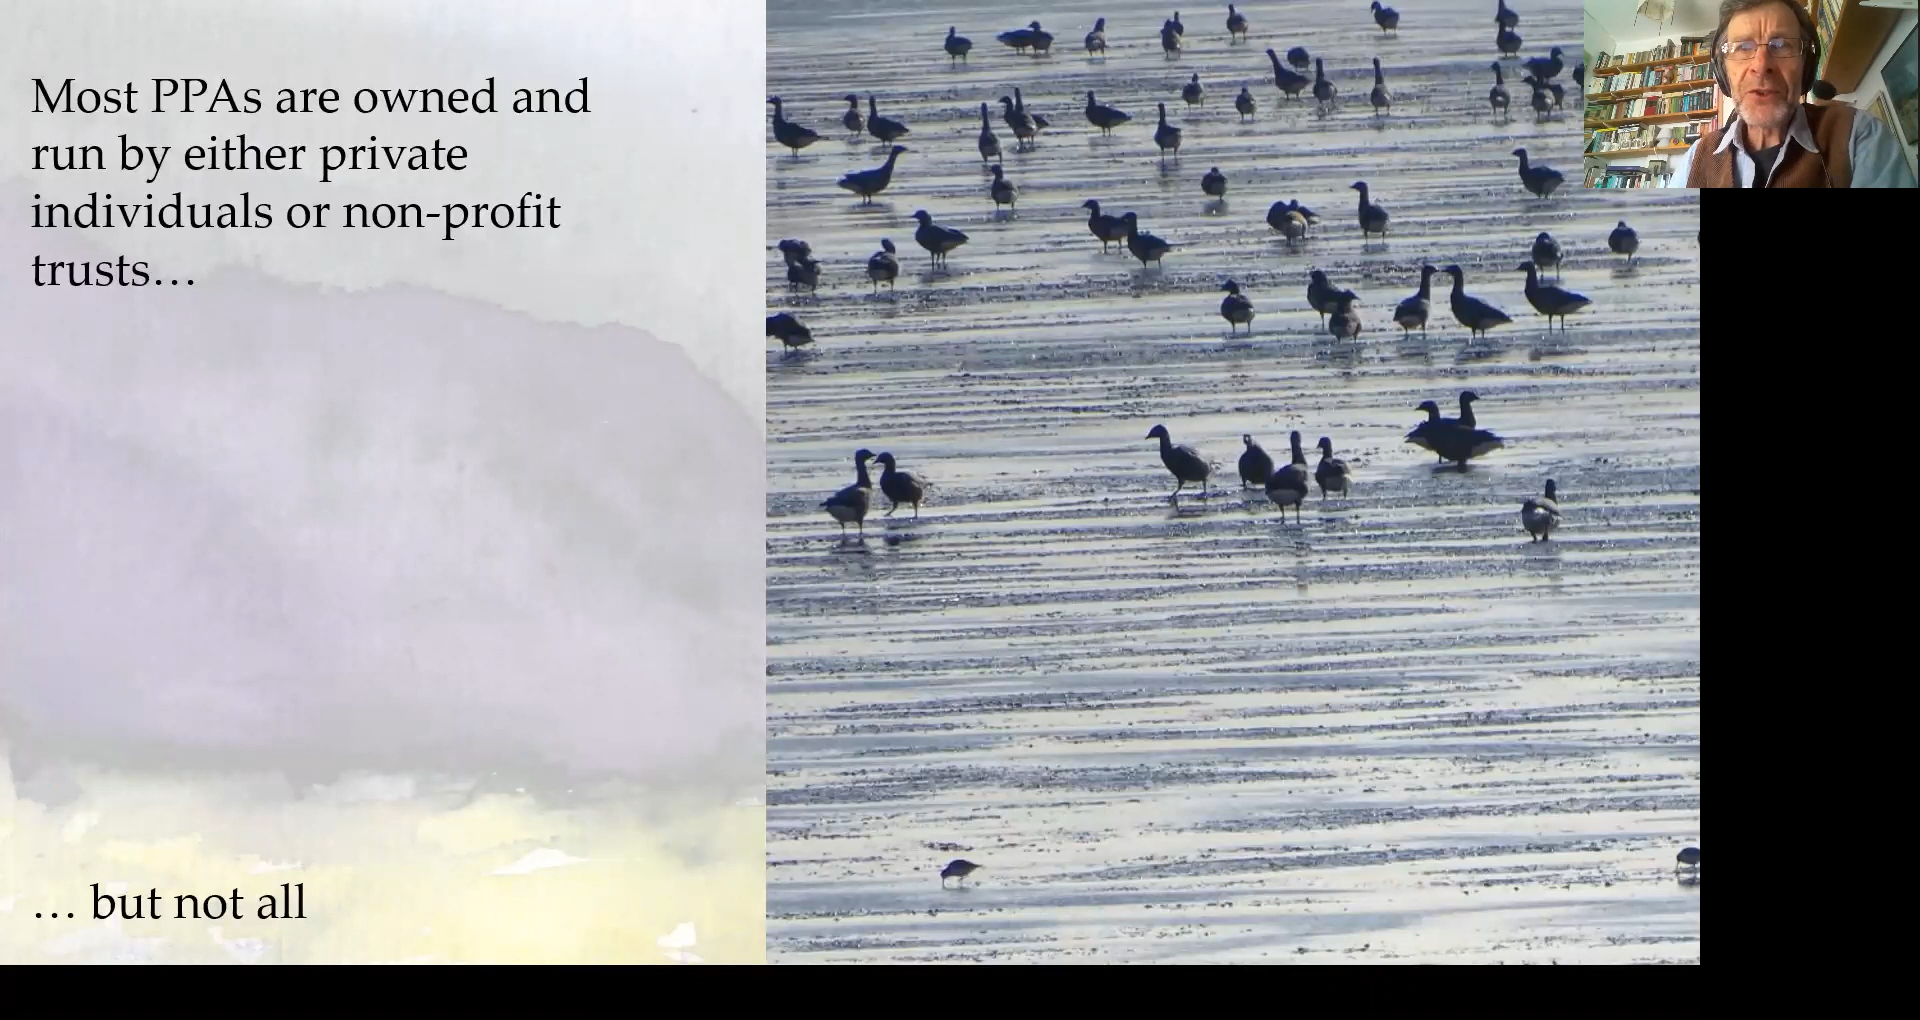 Most PPAs are owned and
run by either private
individuals or non-profit
trusts…
… but not all